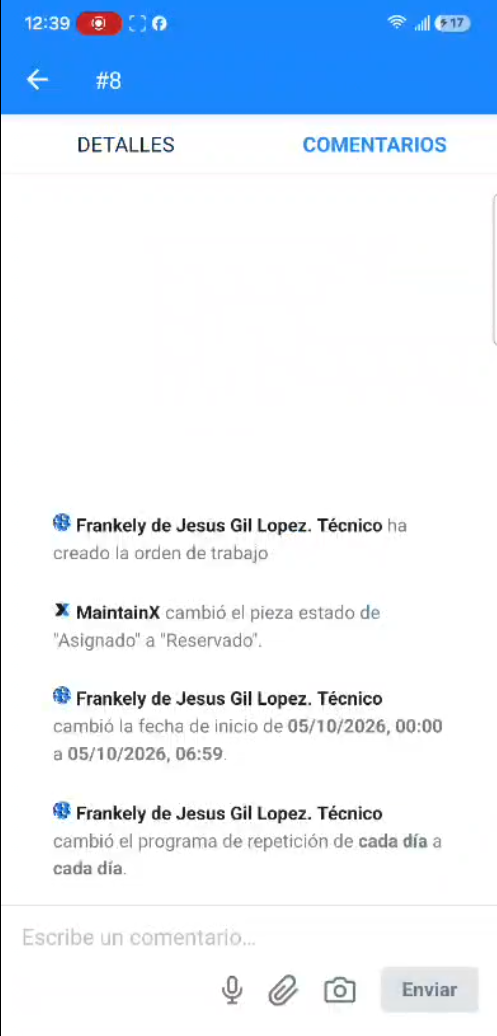 12:39
17
#8
DETALLES
COMENTARIOS
Frankely de Jesus Gil Lopez. Técnico ha
creado la orden de trabajo
MaintainX cambió el pieza estado de
"Asignado" a "Reservado".
Frankely de Jesus Gil Lopez. Técnico
cambió la fecha de inicio de 05/10/2026, 00:00
a 05/10/2026, 06:59.
Frankely de Jesus Gil Lopez. Técnico
cambió el programa de repetición de cada día a
cada día.
Escribe un comentario...
Enviar